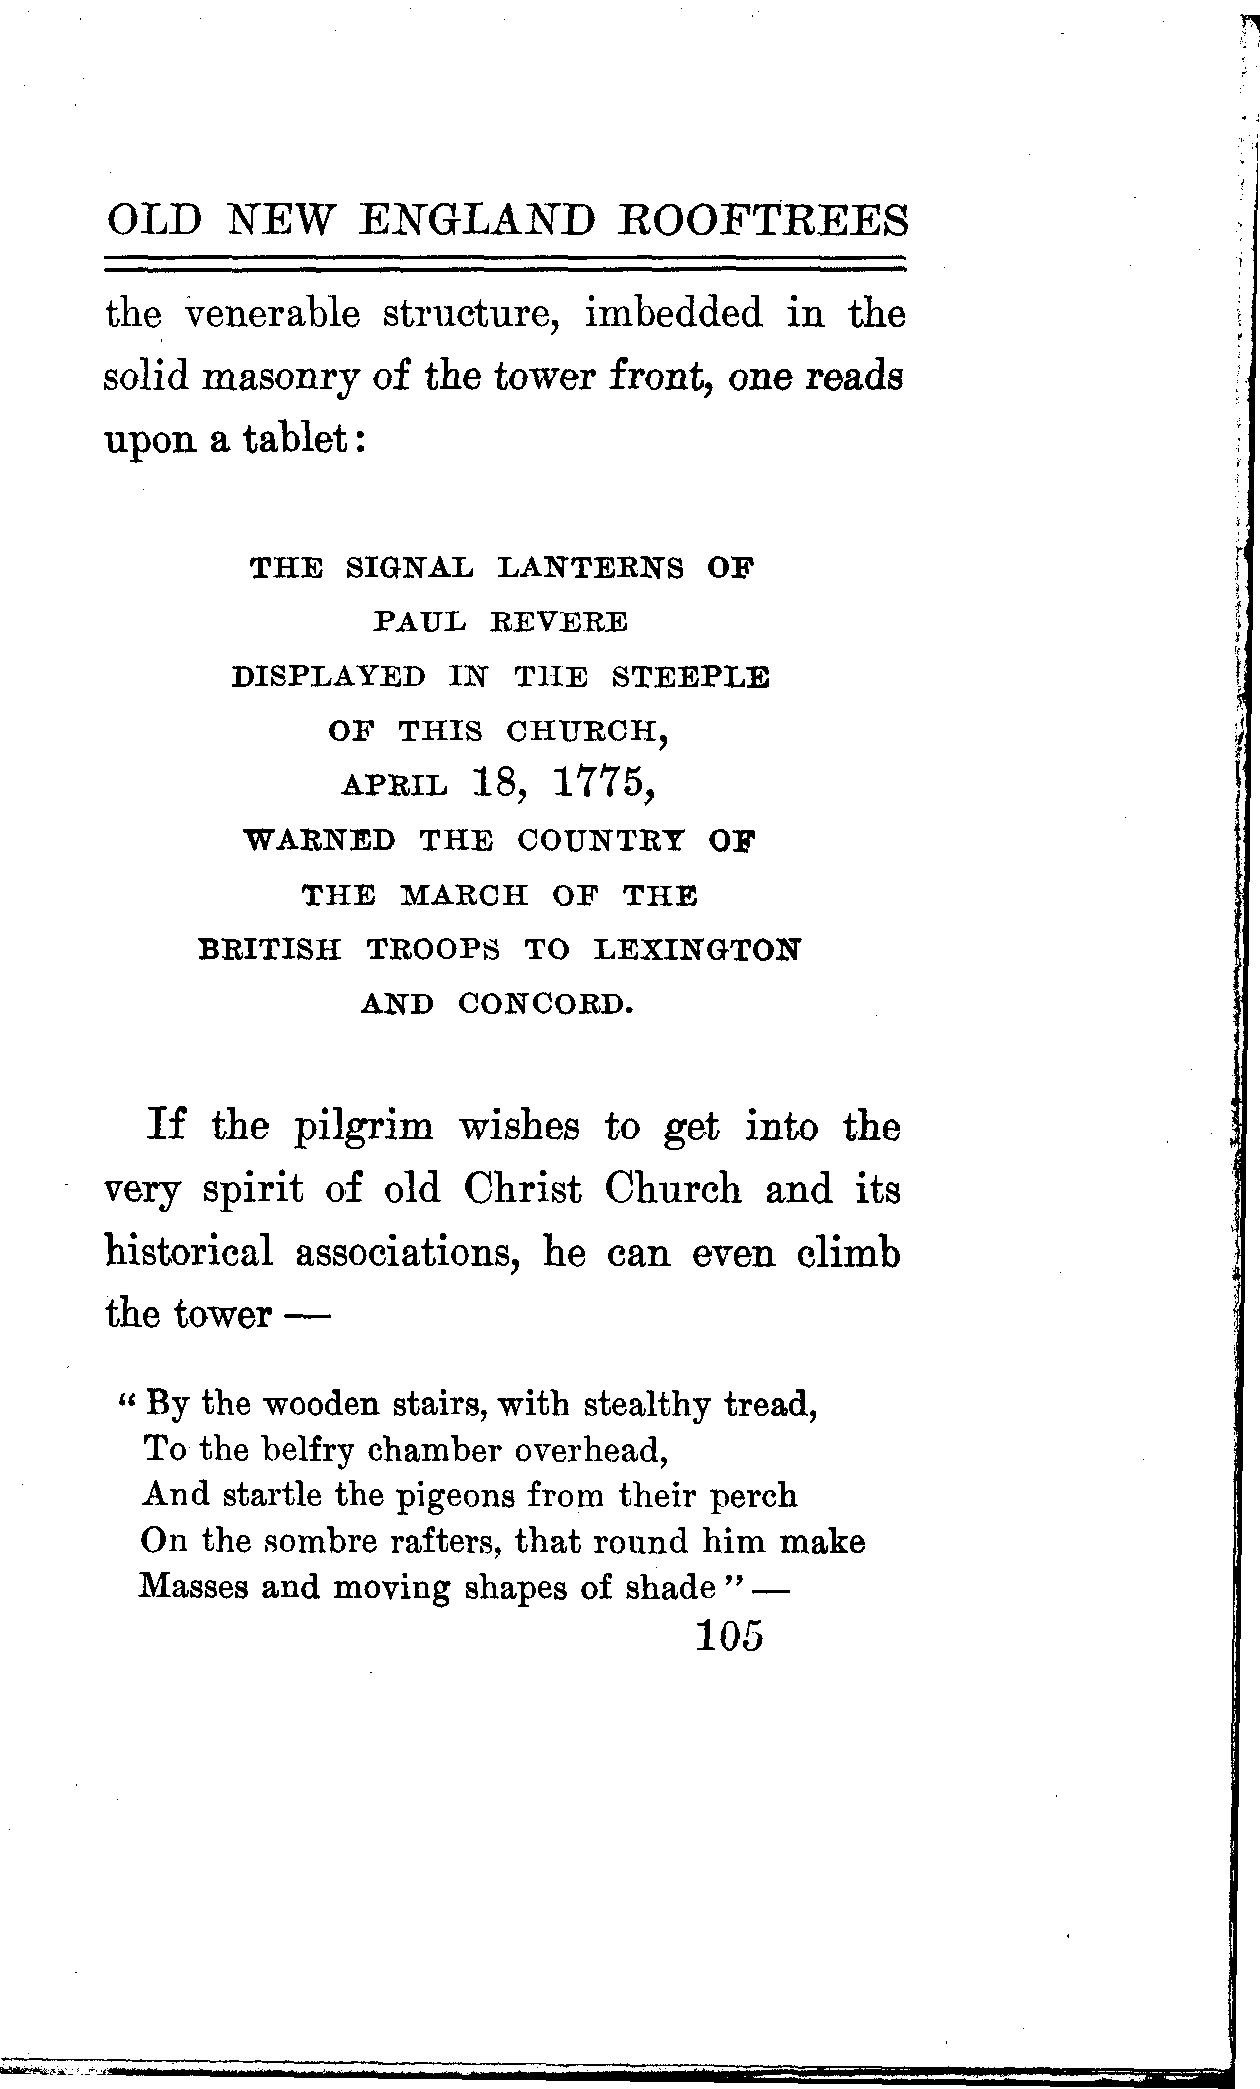 OLD NEW ENGLAND ROOFTREES
the venerable structure, imbedded in the
solid masonry of the tower front, one reads
upon a tablet:
THE SIGNAL LANTERNS OF
PAUL REVERE
DISPLAYED IN THE STEEPLE
OF THIS CHURCH,
APRIL 18, 1775,
WARNED THE COUNTRY OF
THE MARCH OF THE
BRITISH TROOPS TO LEXINGTON
AND CONCORD.
If the pilgrim wishes to get into the
very spirit of old Christ Church and its
historical associations, he can even climb
the tower —
“ By the wooden stairs, with stealthy tread,
To the belfry chamber overhead,
And startle the pigeons from their perch
On the sombre rafters, that round him make
Masses and moving shapes of shade ” —
105